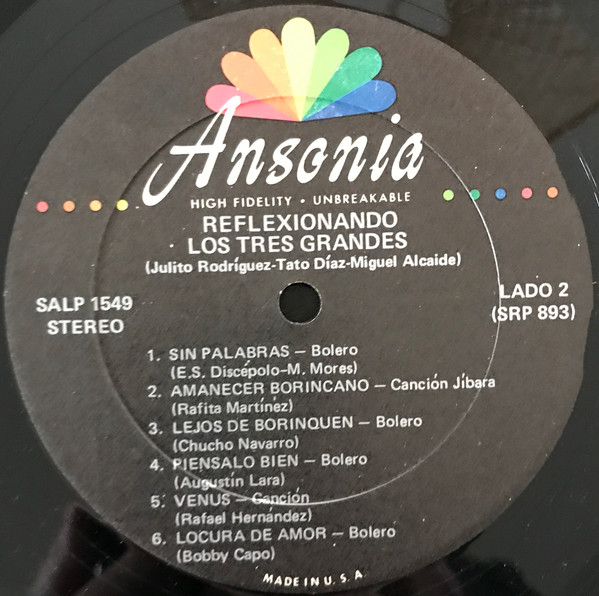 Ansonia
HIGH FIDELITY • UNBREAKABLE
REFLEXIONANDO
LOS TRES GRANDES
(Julito Rodríguez-Tato Díaz-Miguel Alcaide)
SALP 1549
STEREO
LADO 2
(SRP 893)
1. SIN PALABRAS — Bolero
(E.S. Discépolo-M. Mores)
2. AMANECER BORINCANO — Canción Jíbara
(Rafita Martínez)
3. LEJOS DE BORINQUEN — Bolero
(Chucho Navarro)
4. PIENSALO BIEN — Bolero
(Augustín Lara)
5. VENUS — Canción
(Rafael Hernández)
6. LOCURA DE AMOR — Bolero
(Bobby Capo)
MADE IN U. S. A.